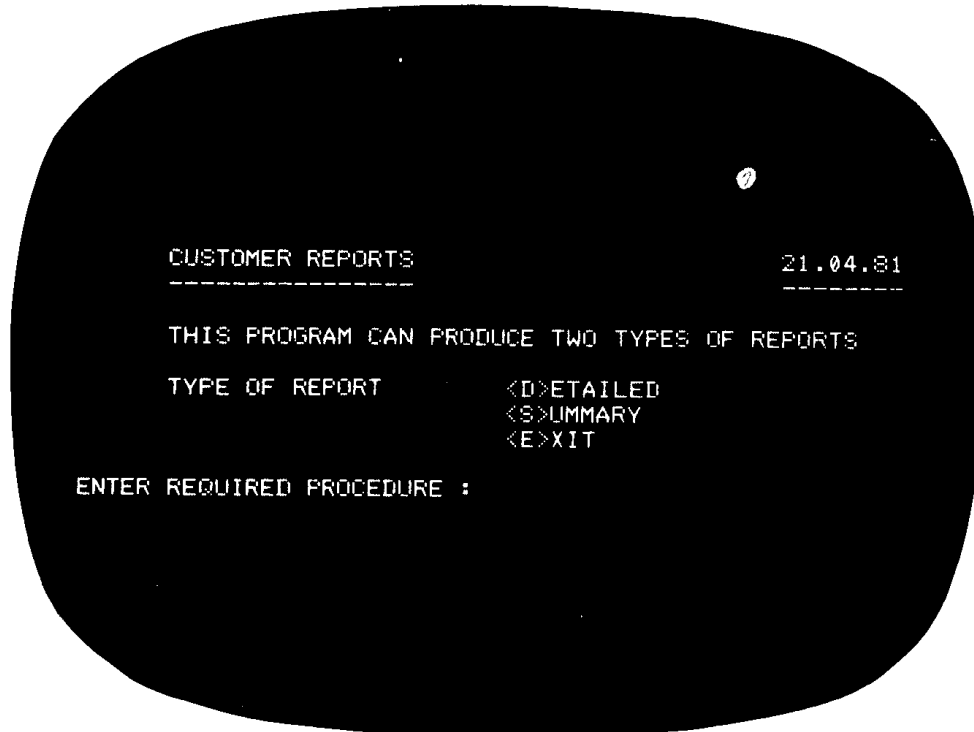 CUSTOMER REPORTS 21.04.81
---------------- --------
THIS PROGRAM CAN PRODUCE TWO TYPES OF REPORTS
TYPE OF REPORT <D>ETAILED
<S>UMMARY
<E>XIT
ENTER REQUIRED PROCEDURE :